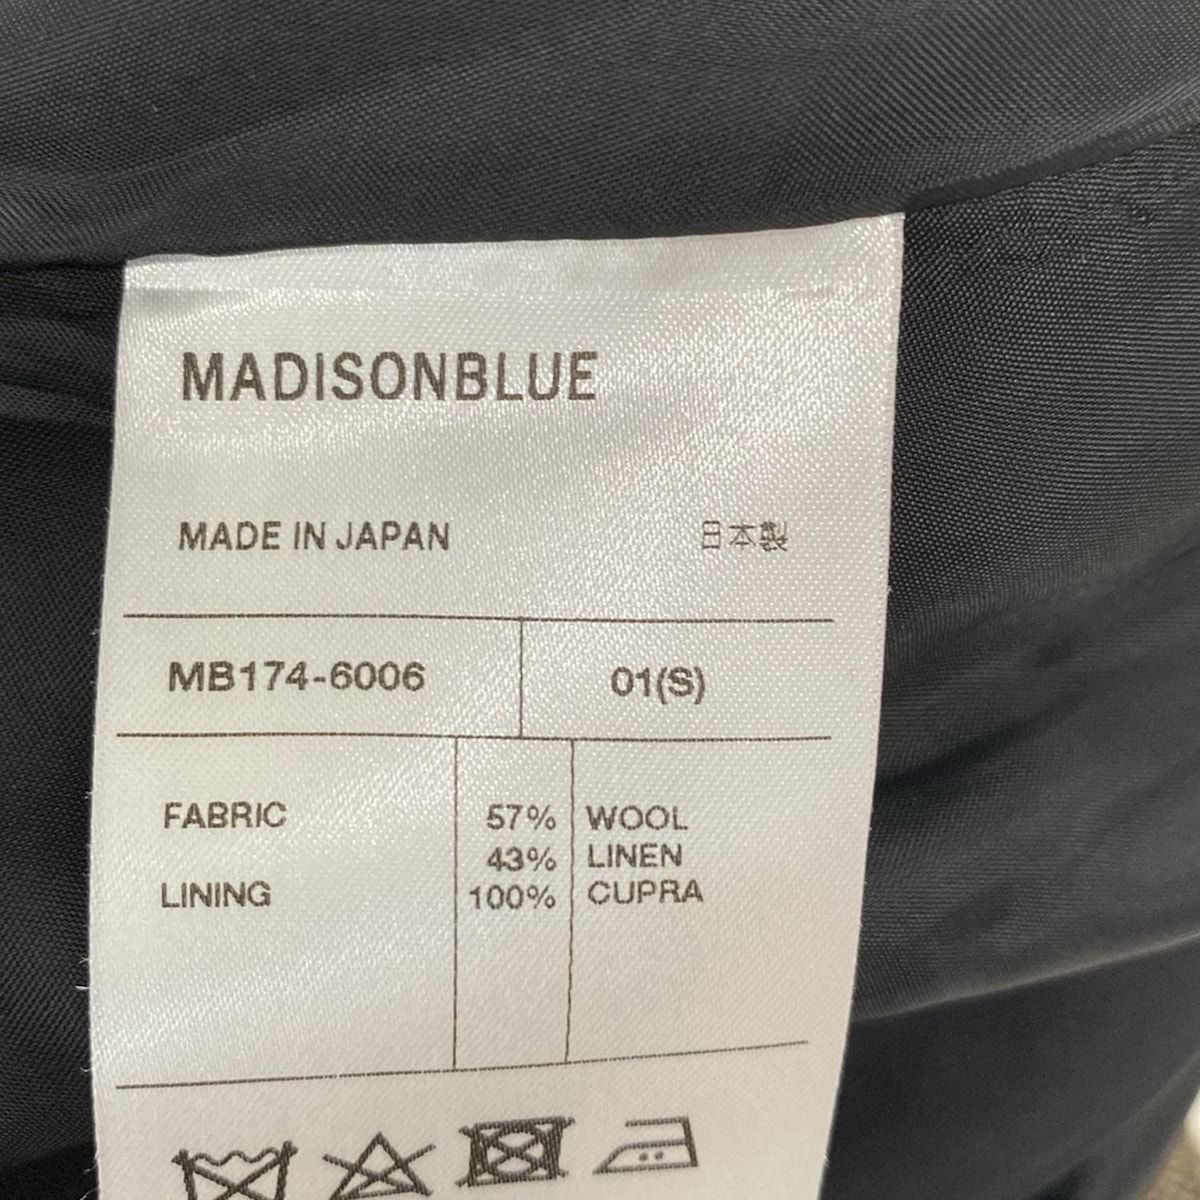 MADISONBLUE
MADE IN JAPAN 日本製
MB174-6006 01(S)
FABRIC 57% WOOL
43% LINEN
LINING 100% CUPRA